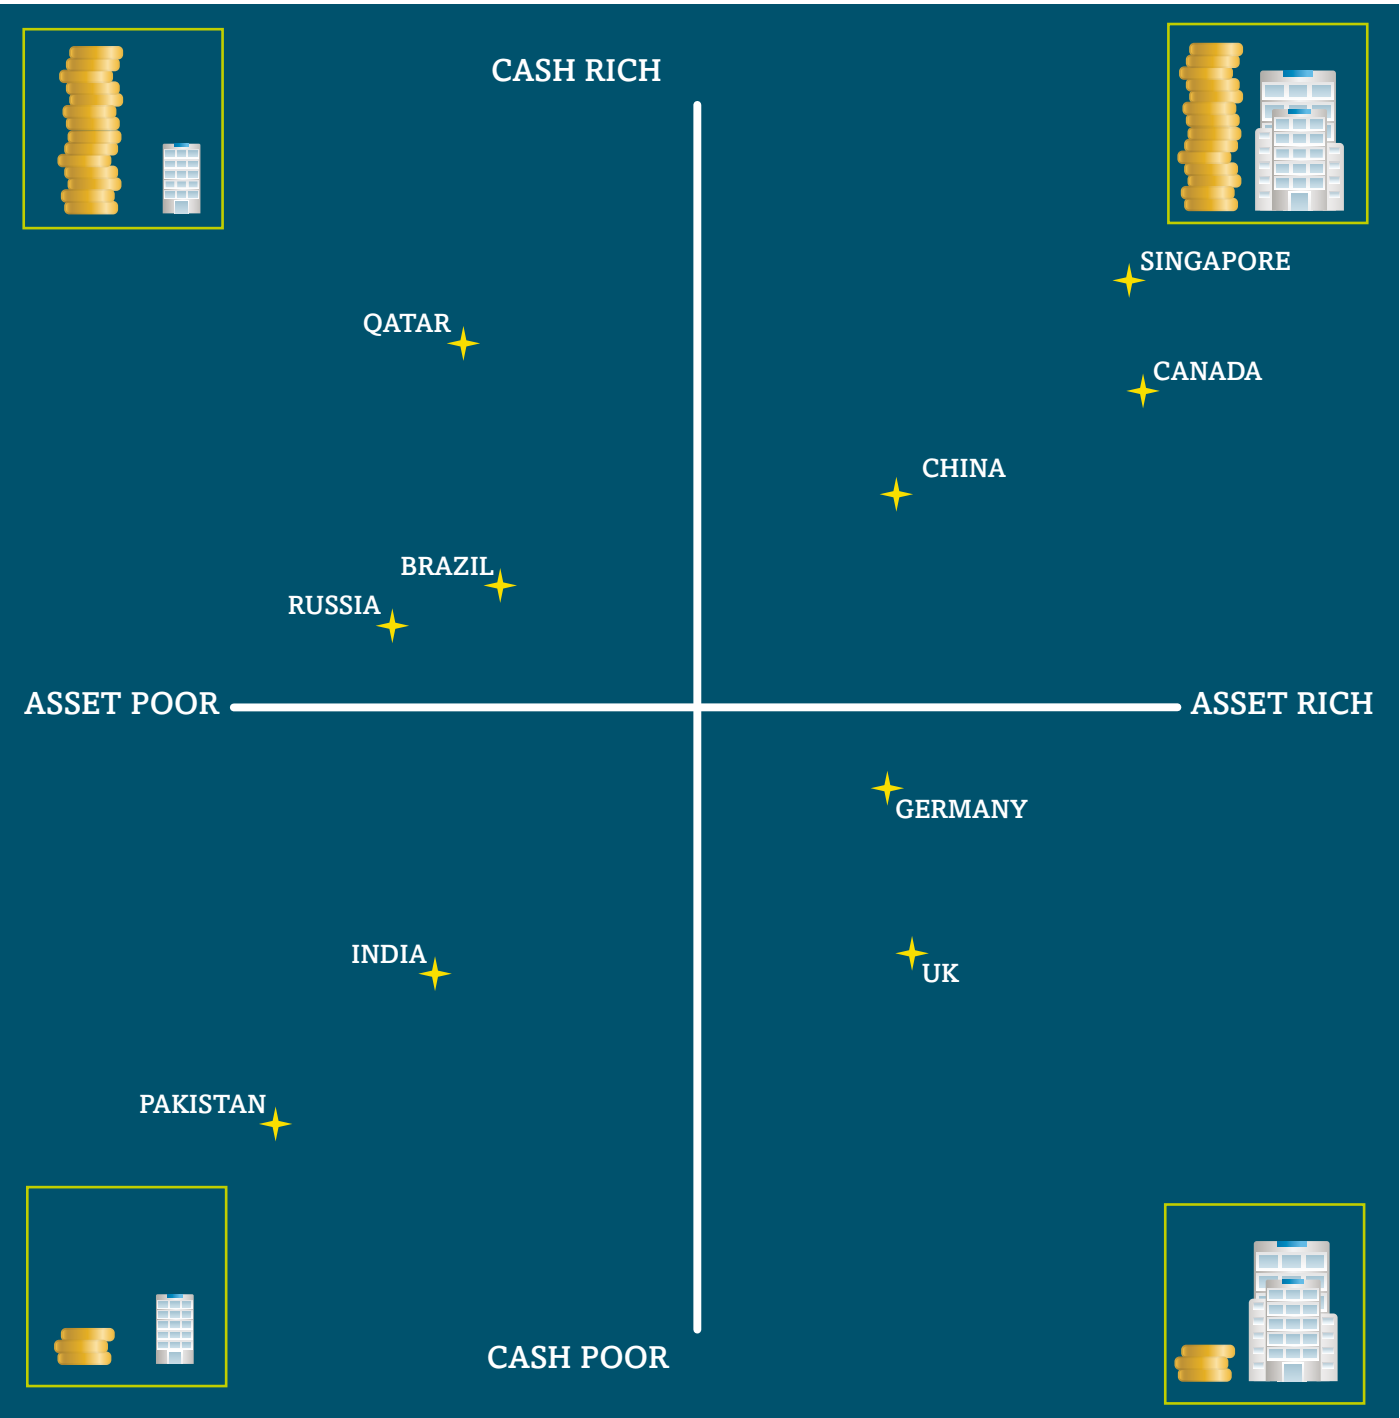 CASH RICH
SINGAPORE
QATAR
CANADA
CHINA
BRAZIL
RUSSIA
ASSET POOR
ASSET RICH
GERMANY
INDIA
UK
PAKISTAN
CASH POOR